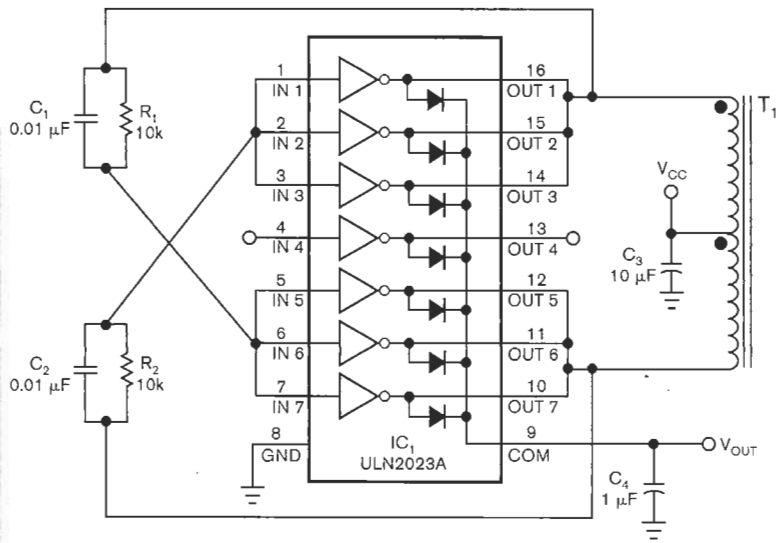 C1
0.01 µF
R1
10k
C2
0.01 µF
R2
10k
1
IN 1
2
IN 2
3
IN 3
4
IN 4
5
IN 5
6
IN 6
7
IN 7
8
GND
IC1
ULN2023A
16
OUT 1
15
OUT 2
14
OUT 3
13
OUT 4
12
OUT 5
11
OUT 6
10
OUT 7
9
COM
T1
VCC
C3
10 µF
VOUT
C4
1 µF